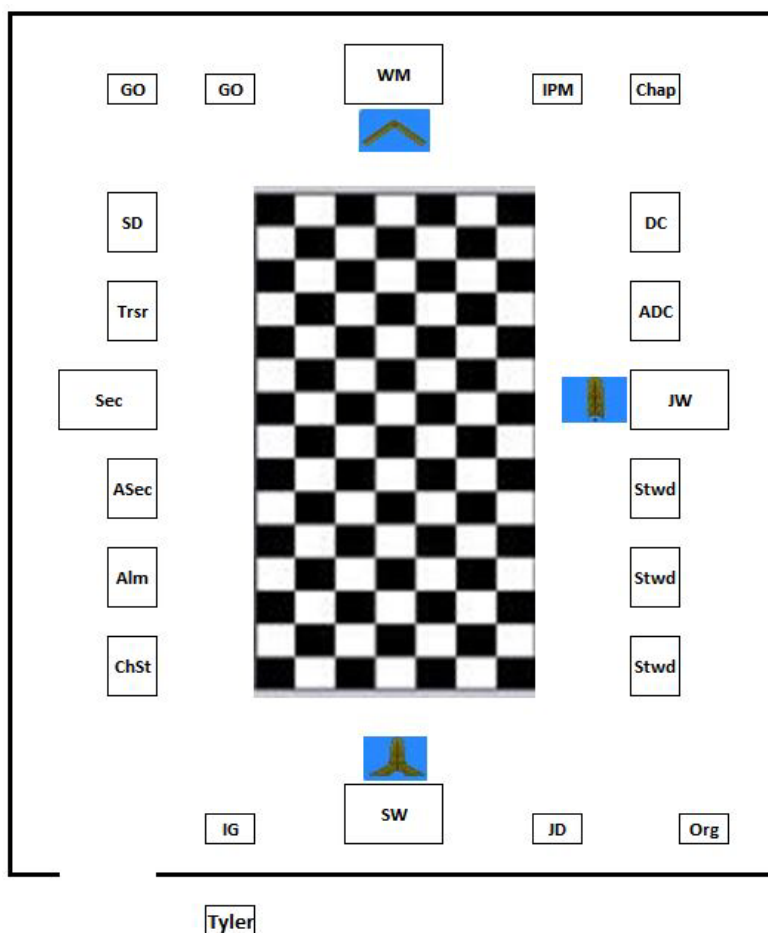 GO GO WM IPM Chap
SD DC
Trsr ADC
Sec JW
ASec Stwd
Alm Stwd
ChSt Stwd
IG SW JD Org
Tyler